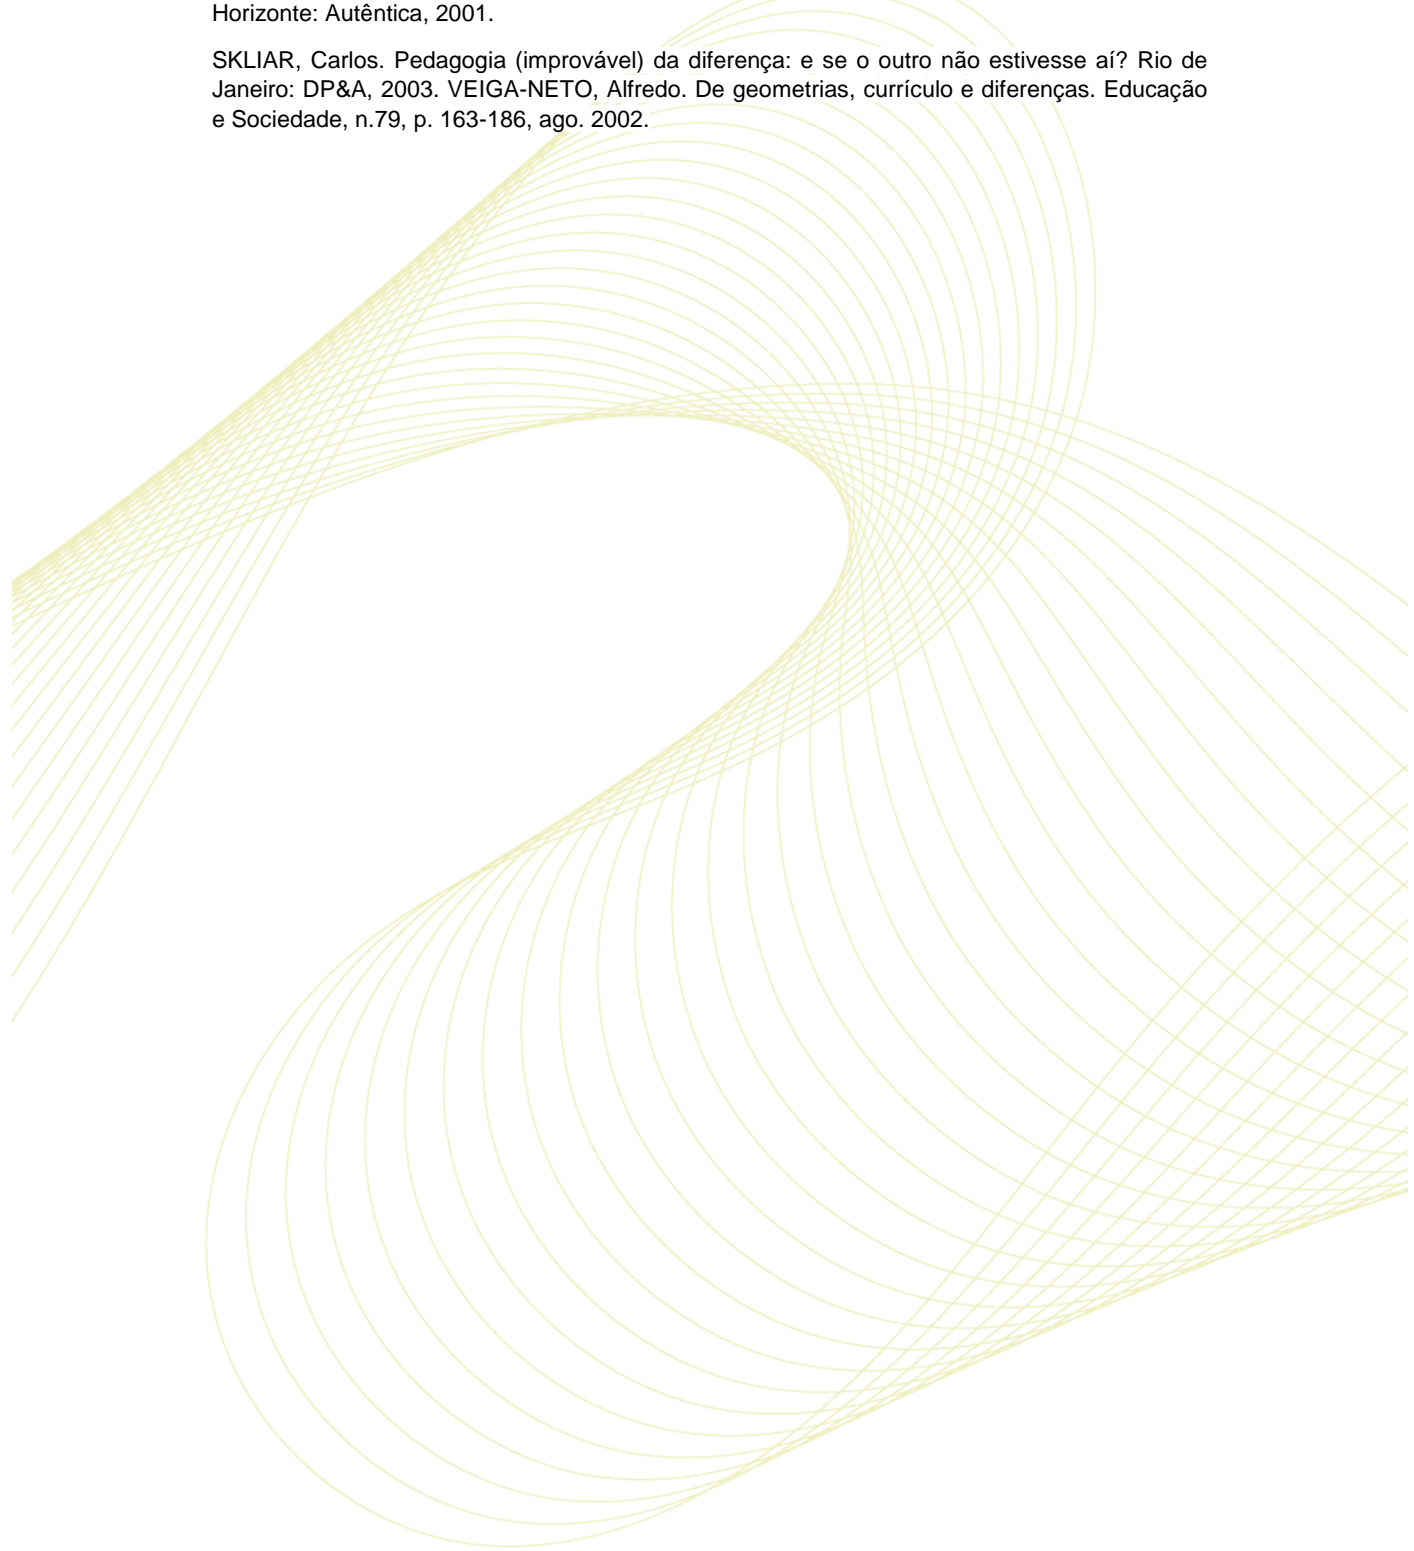 Horizonte: Autêntica, 2001.
SKLIAR, Carlos. Pedagogia (improvável) da diferença: e se o outro não estivesse aí? Rio de
Janeiro: DP&A, 2003. VEIGA-NETO, Alfredo. De geometrias, currículo e diferenças. Educação
e Sociedade, n.79, p. 163-186, ago. 2002.